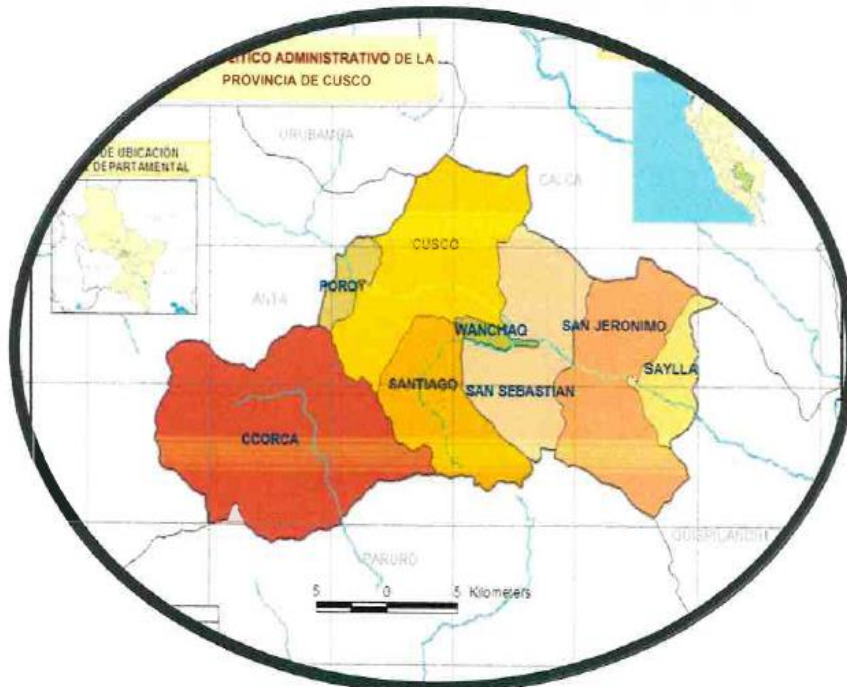 ÍTICO ADMINISTRATIVO DE LA
PROVINCIA DE CUSCO
URUBAMBA
DE UBICACIÓN
DEPARTAMENTAL
CALCA
CUSCO
ANTA
POROY
WANCHAQ
SAN JERONIMO
SANTIAGO
SAN SEBASTIAN
SAYLLA
CCORCA
PARURO
QUISPICANCHI
5 0 5 Kilometers